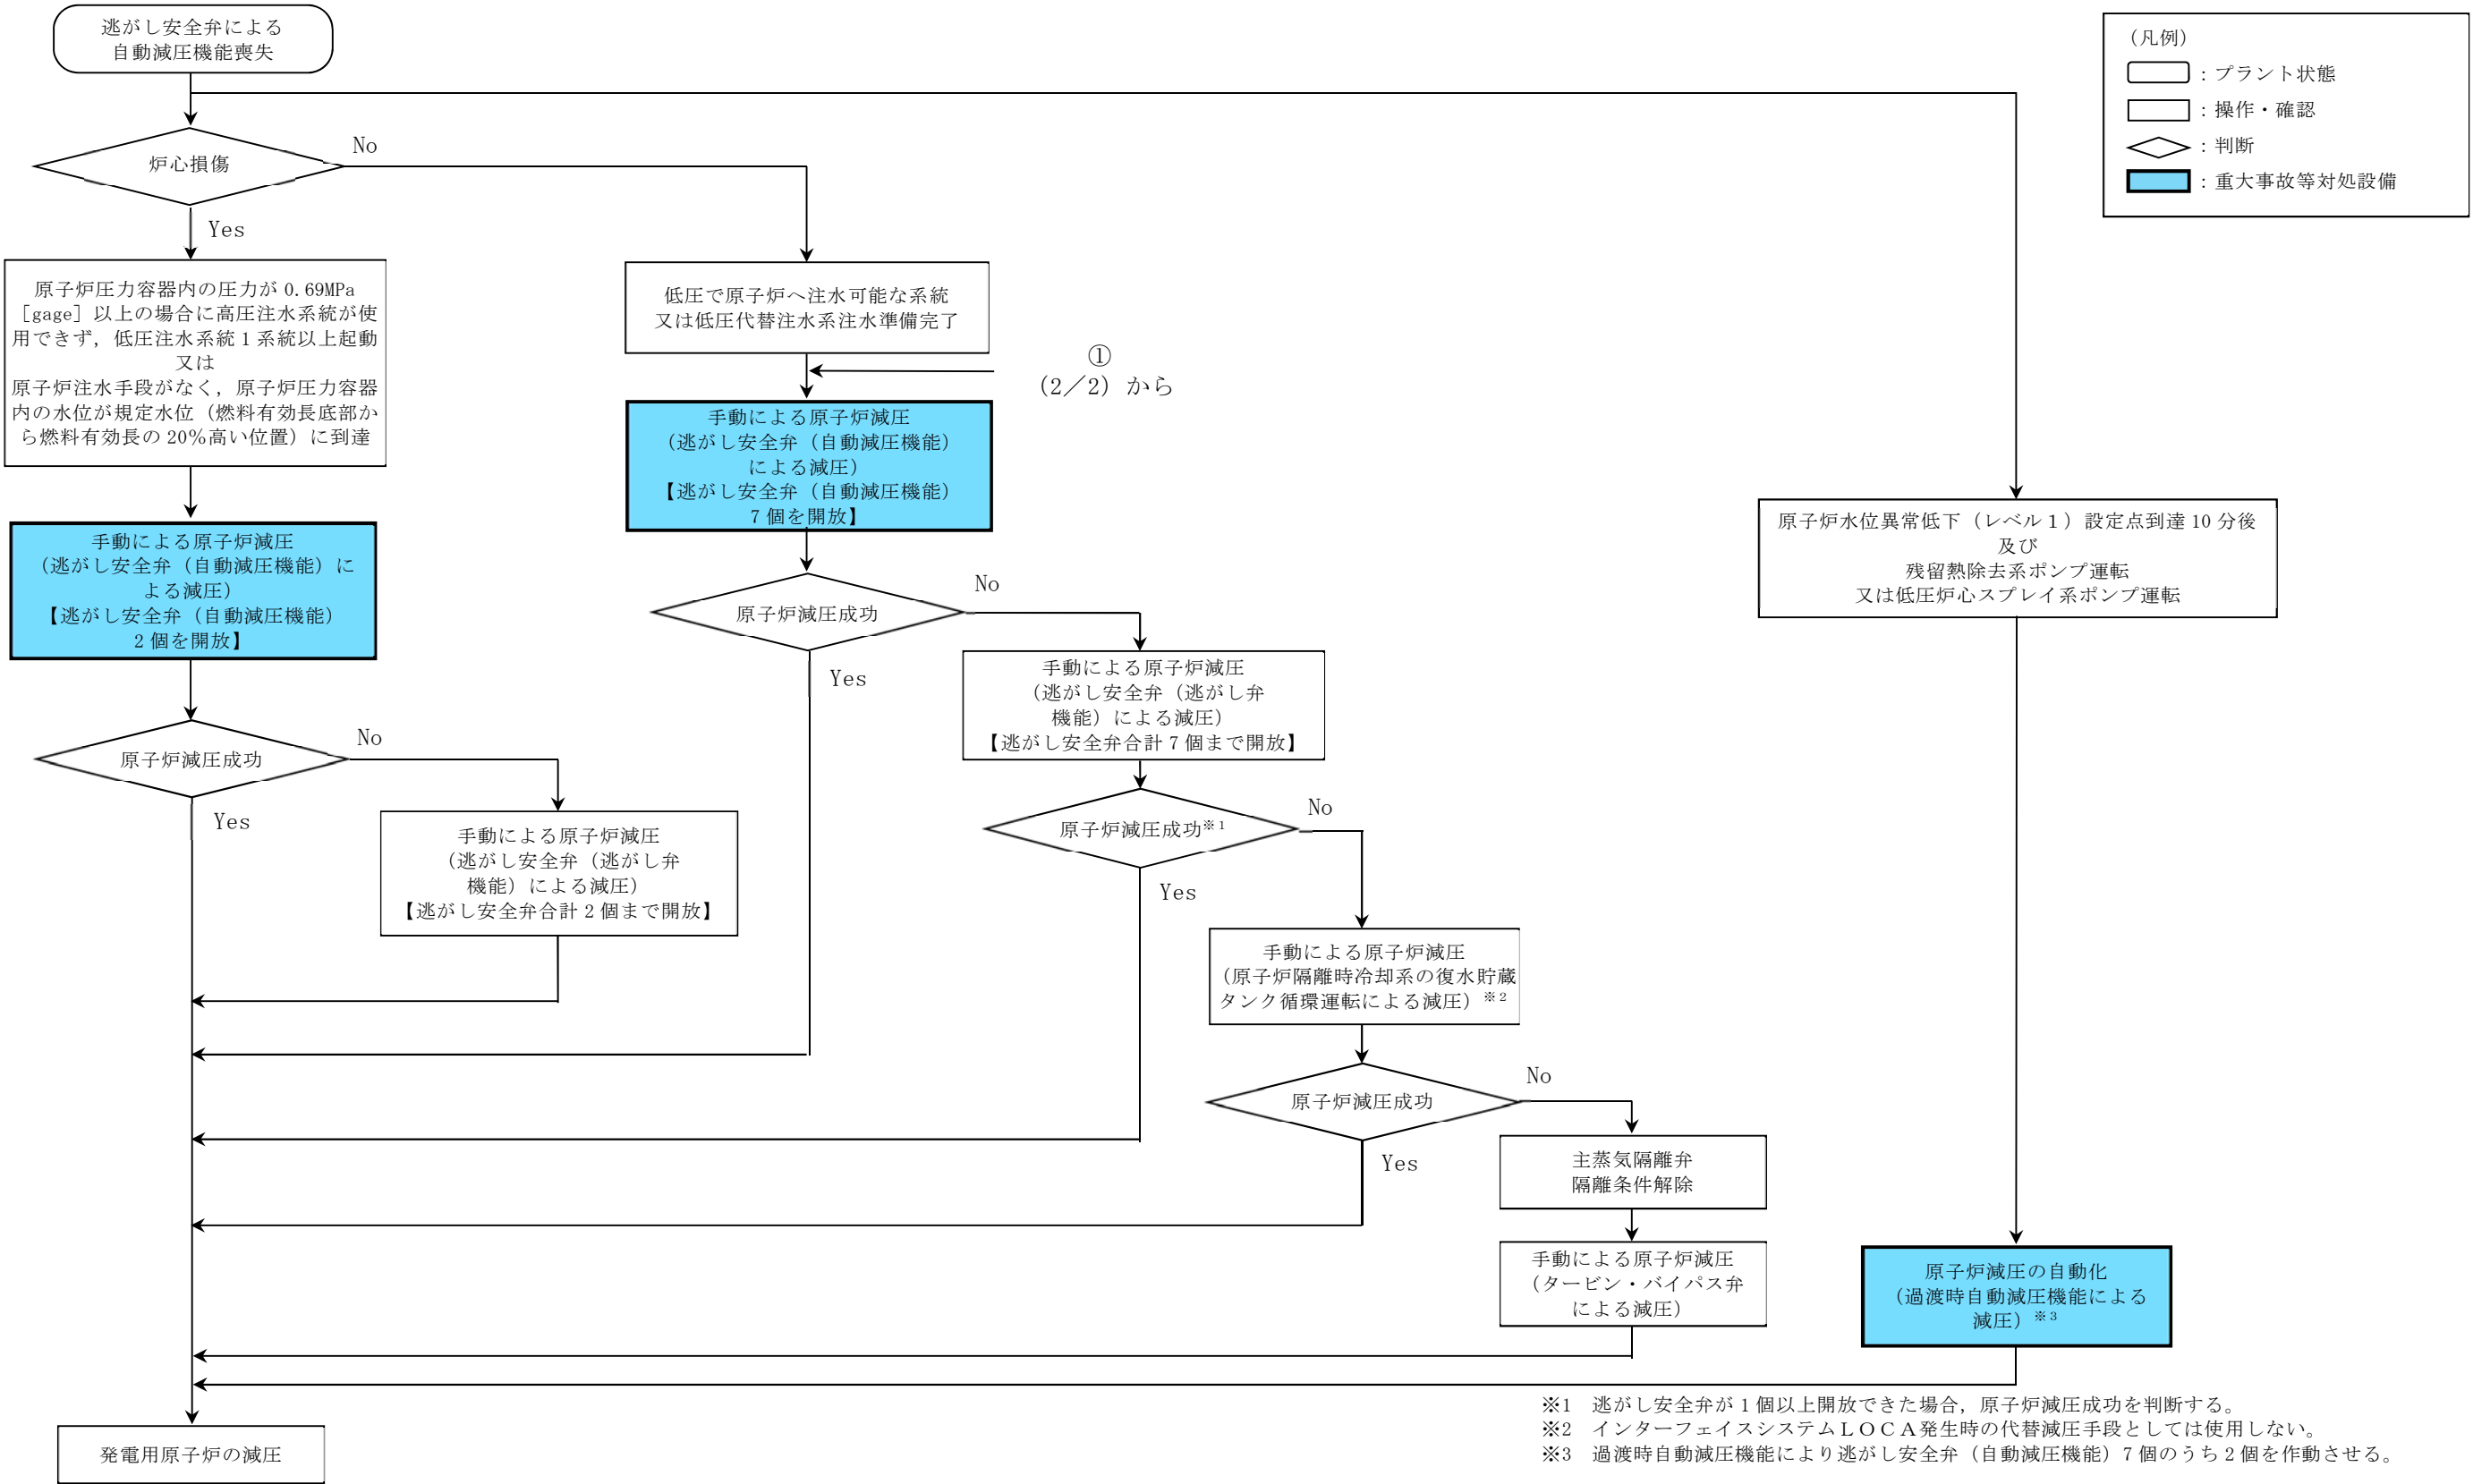 逃がし安全弁による
自動減圧機能喪失
(凡例)
：プラント状態
：操作・確認
：判断
：重大事故等対処設備
炉心損傷
No
Yes
原子炉圧力容器内の圧力が 0.69MPa
［gage］以上の場合に高圧注水系統が使
用できず，低圧注水系統１系統以上起動
又は
原子炉注水手段がなく，原子炉圧力容器
内の水位が規定水位（燃料有効長底部か
ら燃料有効長の 20％高い位置）に到達
低圧で原子炉へ注水可能な系統
又は低圧代替注水系注水準備完了
①
（2／2）から
手動による原子炉減圧
（逃がし安全弁（自動減圧機能）
による減圧）
【逃がし安全弁（自動減圧機能）
7 個を開放】
手動による原子炉減圧
（逃がし安全弁（自動減圧機能）に
よる減圧）
【逃がし安全弁（自動減圧機能）
2 個を開放】
原子炉水位異常低下（レベル１）設定点到達 10 分後
及び
残留熱除去系ポンプ運転
又は低圧炉心スプレイ系ポンプ運転
原子炉減圧成功
No
Yes
手動による原子炉減圧
（逃がし安全弁（逃がし弁
機能）による減圧）
【逃がし安全弁合計 7 個まで開放】
原子炉減圧成功
No
Yes
手動による原子炉減圧
（逃がし安全弁（逃がし弁
機能）による減圧）
【逃がし安全弁合計 2 個まで開放】
原子炉減圧成功※1
No
Yes
手動による原子炉減圧
（原子炉隔離時冷却系の復水貯蔵
タンク循環運転による減圧）※2
原子炉減圧成功
No
Yes
主蒸気隔離弁
隔離条件解除
手動による原子炉減圧
（タービン・バイパス弁
による減圧）
原子炉減圧の自動化
（過渡時自動減圧機能による
減圧）※3
発電用原子炉の減圧
※1　逃がし安全弁が 1 個以上開放できた場合，原子炉減圧成功を判断する。
※2　インターフェイスシステムＬＯＣＡ発生時の代替減圧手段としては使用しない。
※3　過渡時自動減圧機能により逃がし安全弁（自動減圧機能）7 個のうち 2 個を作動させる。